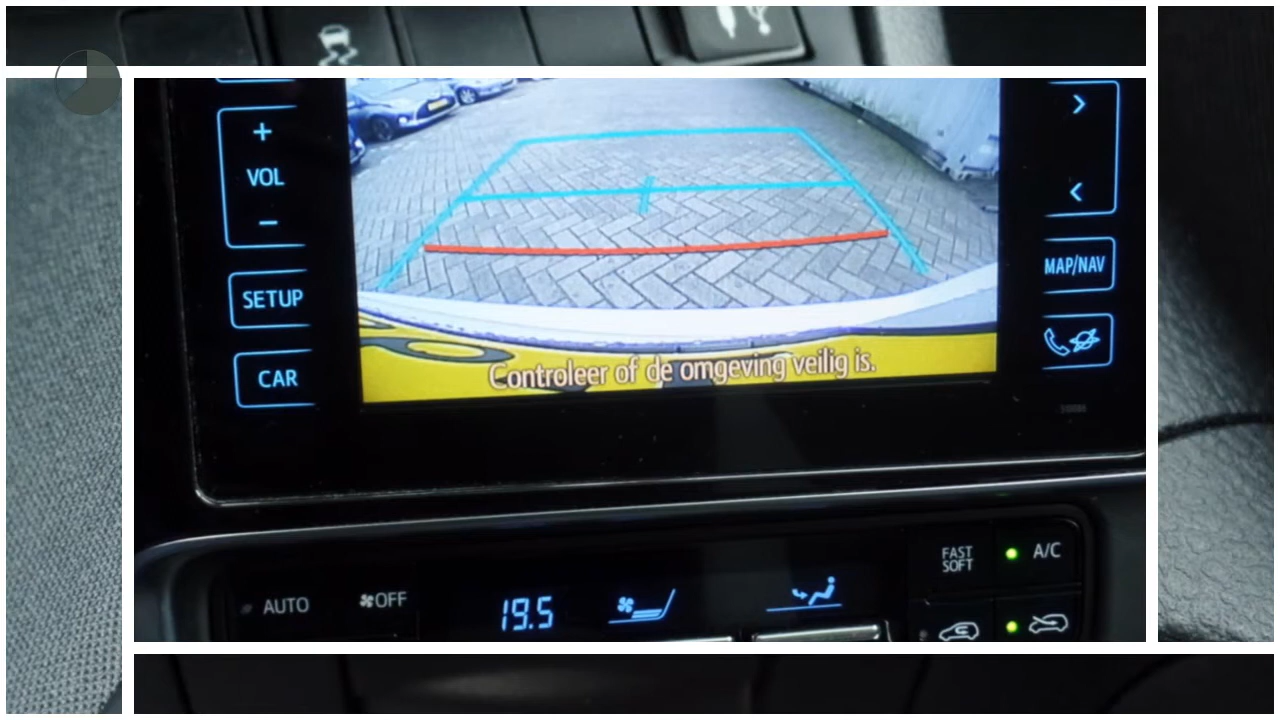 +
VOL
-
SETUP
CAR
>
<
MAP/NAV
Controleer of de omgeving veilig is.
AUTO
OFF
19.5
FAST
SOFT
A/C